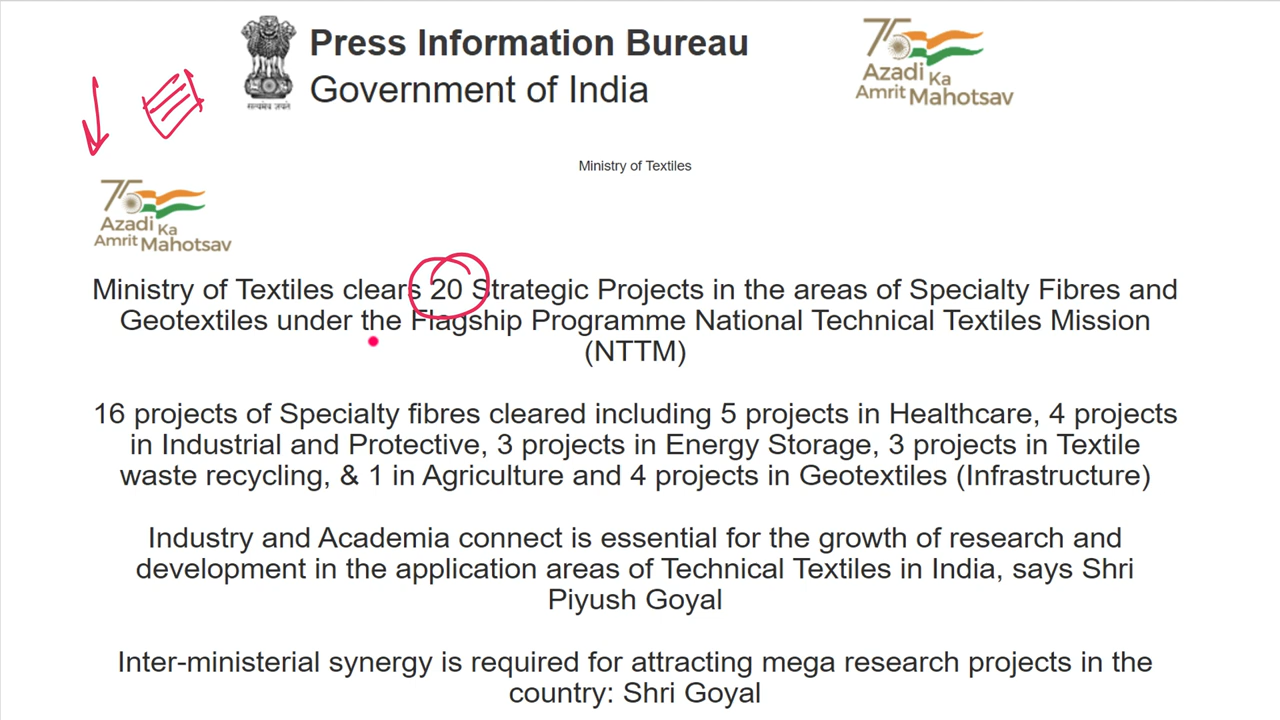 Press Information Bureau
Government of India
75
Azadi Ka
Amrit Mahotsav
सत्यमेव जयते
Ministry of Textiles
75
Azadi Ka
Amrit Mahotsav
Ministry of Textiles clears 20 Strategic Projects in the areas of Specialty Fibres and
Geotextiles under the Flagship Programme National Technical Textiles Mission
(NTTM)
16 projects of Specialty fibres cleared including 5 projects in Healthcare, 4 projects
in Industrial and Protective, 3 projects in Energy Storage, 3 projects in Textile
waste recycling, & 1 in Agriculture and 4 projects in Geotextiles (Infrastructure)
Industry and Academia connect is essential for the growth of research and
development in the application areas of Technical Textiles in India, says Shri
Piyush Goyal
Inter-ministerial synergy is required for attracting mega research projects in the
country: Shri Goyal